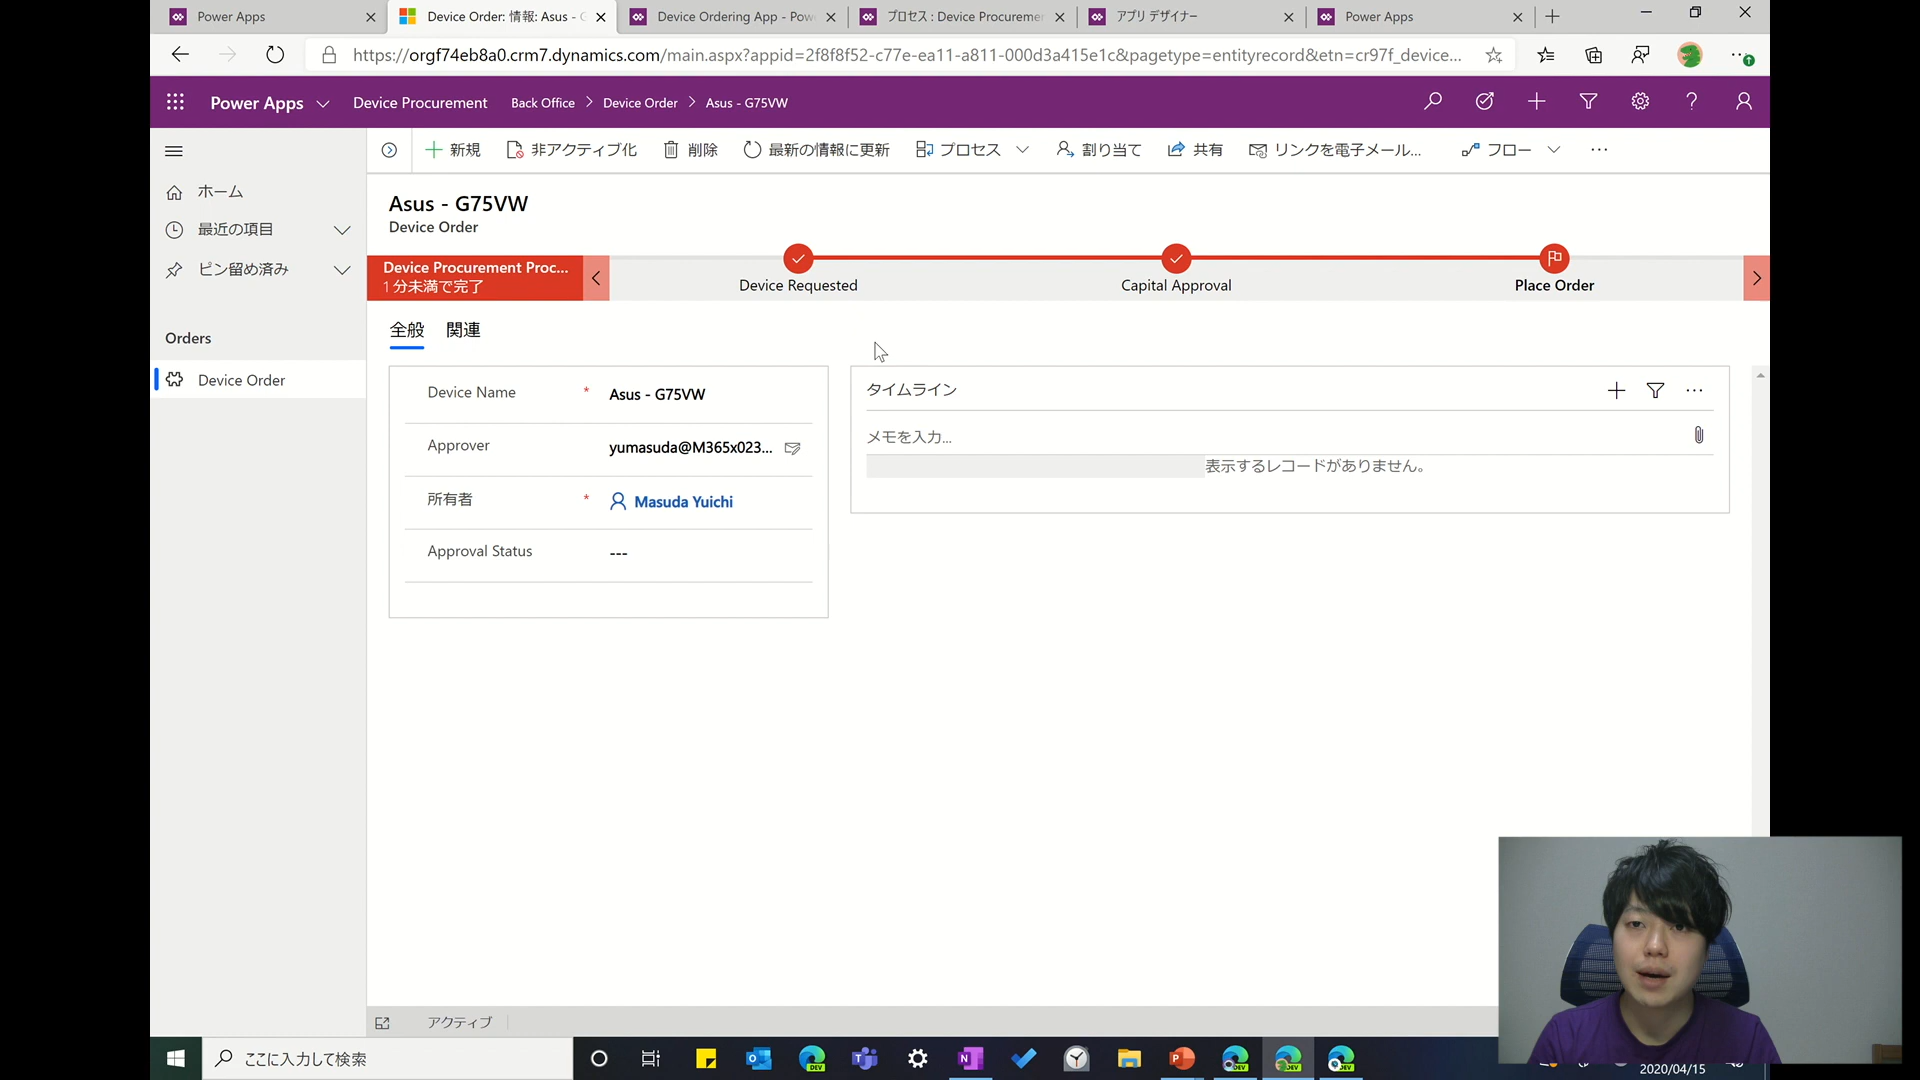 Power Apps
Device Order: 情報: Asus - G
Device Ordering App - Pow
プロセス : Device Procuremen
アプリ デザイナー
Power Apps
https://orgf74eb8a0.crm7.dynamics.com/main.aspx?appid=2f8f8f52-c77e-ea11-a811-000d3a415e1c&pagetype=entityrecord&etn=cr97f_device...
Power Apps
Device Procurement
Back Office > Device Order > Asus - G75VW
新規
非アクティブ化
削除
最新の情報に更新
プロセス
割り当て
共有
リンクを電子メール...
フロー
ホーム
最近の項目
ピン留め済み
Orders
Device Order
Asus - G75VW
Device Order
Device Procurement Proc...
1 分未満で完了
Device Requested
Capital Approval
Place Order
全般
関連
Device Name * Asus - G75VW
Approver yumasuda@M365x023...
所有者 * Masuda Yuichi
Approval Status ---
タイムライン
メモを入力...
表示するレコードがありません。
アクティブ
ここに入力して検索
2020/04/15